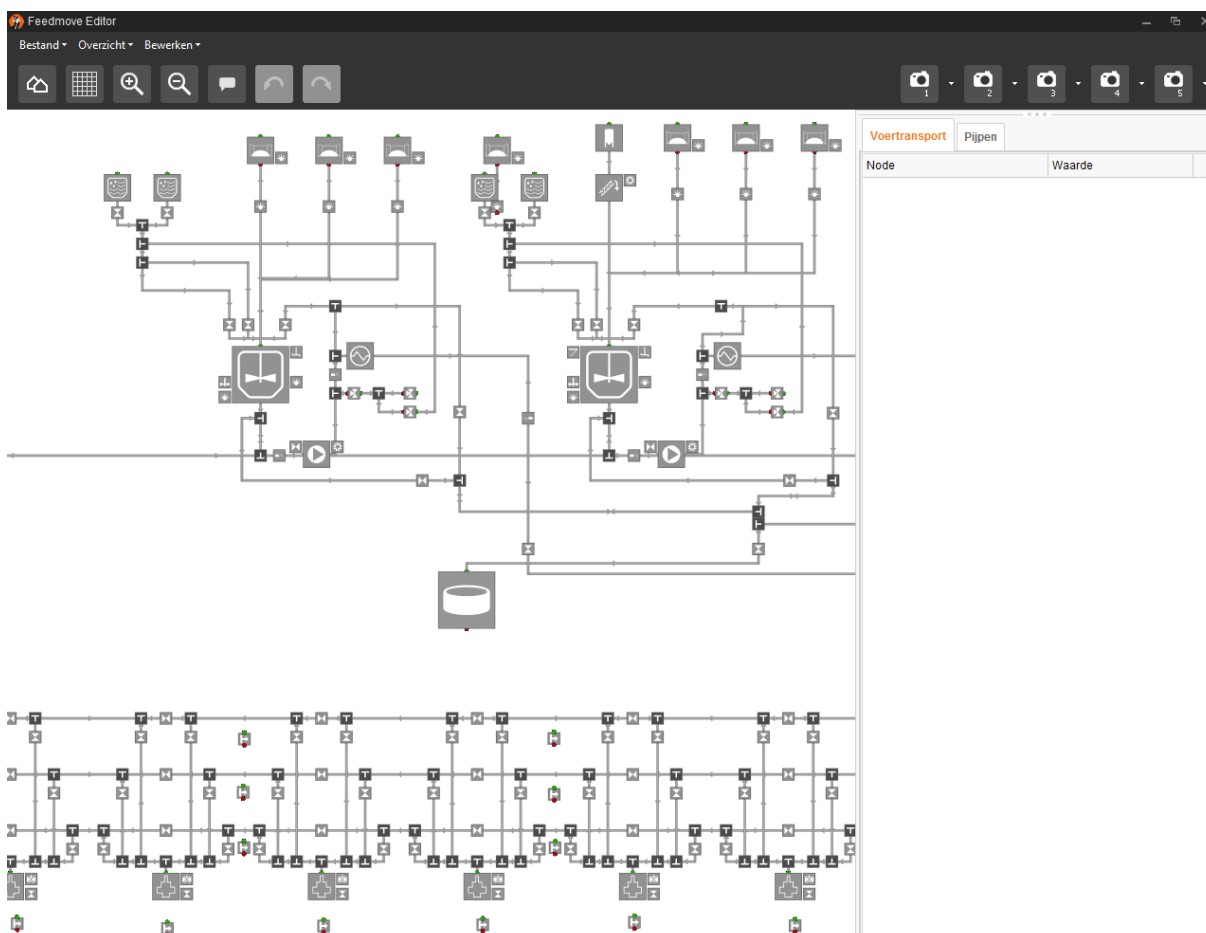 Feedmove Editor
Bestand Overzicht Bewerken
1 2 3 4 5
Voertransport Pijpen
Node Waarde